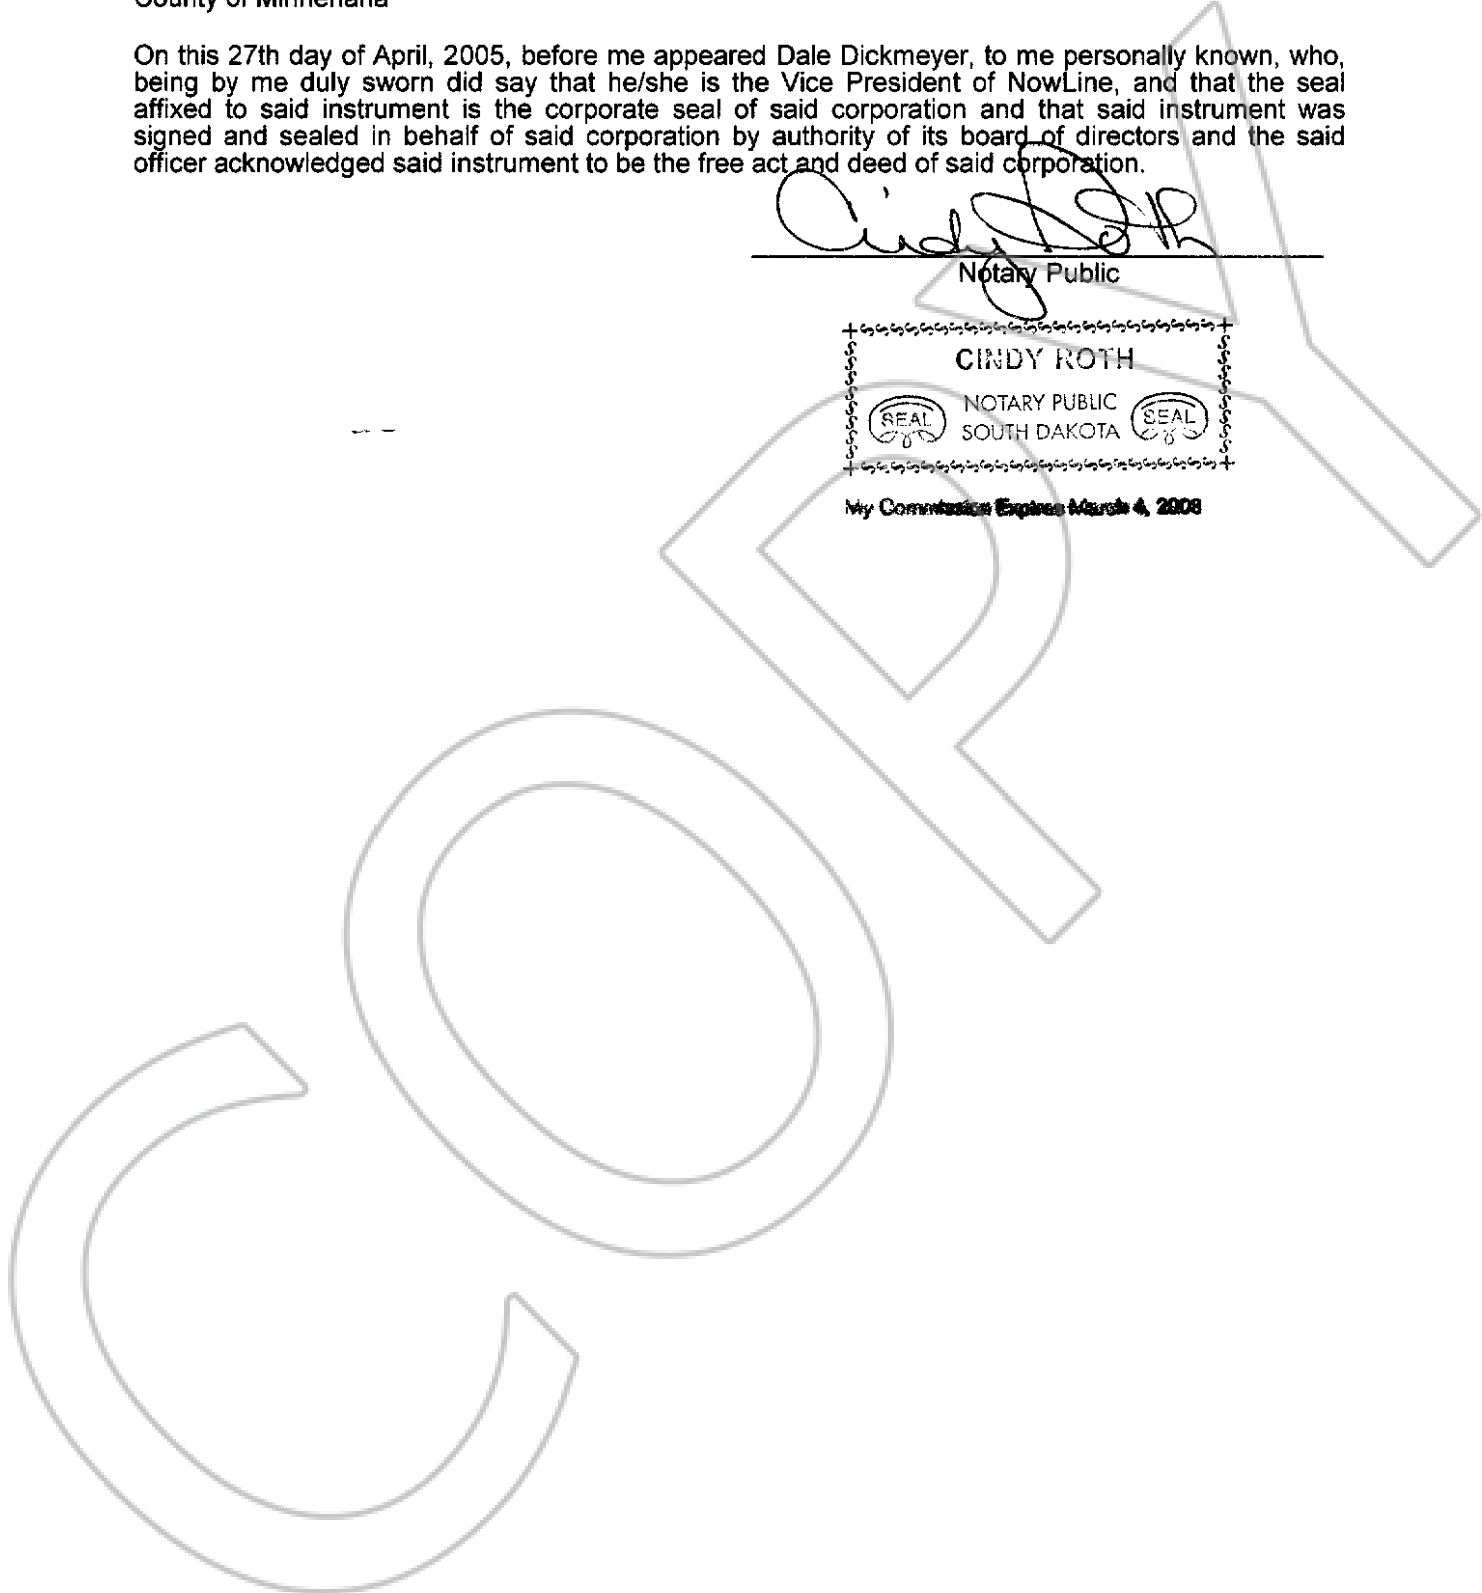 County of Minnehaha
On this 27th day of April, 2005, before me appeared Dale Dickmeyer, to me personally known, who,
being by me duly sworn did say that he/she is the Vice President of NowLine, and that the seal
affixed to said instrument is the corporate seal of said corporation and that said instrument was
signed and sealed in behalf of said corporation by authority of its board of directors and the said
officer acknowledged said instrument to be the free act and deed of said corporation.
Cindy Roth
Notary Public
CINDY ROTH
SEAL NOTARY PUBLIC SEAL
SOUTH DAKOTA
My Commission Expires March 4, 2008
COPY